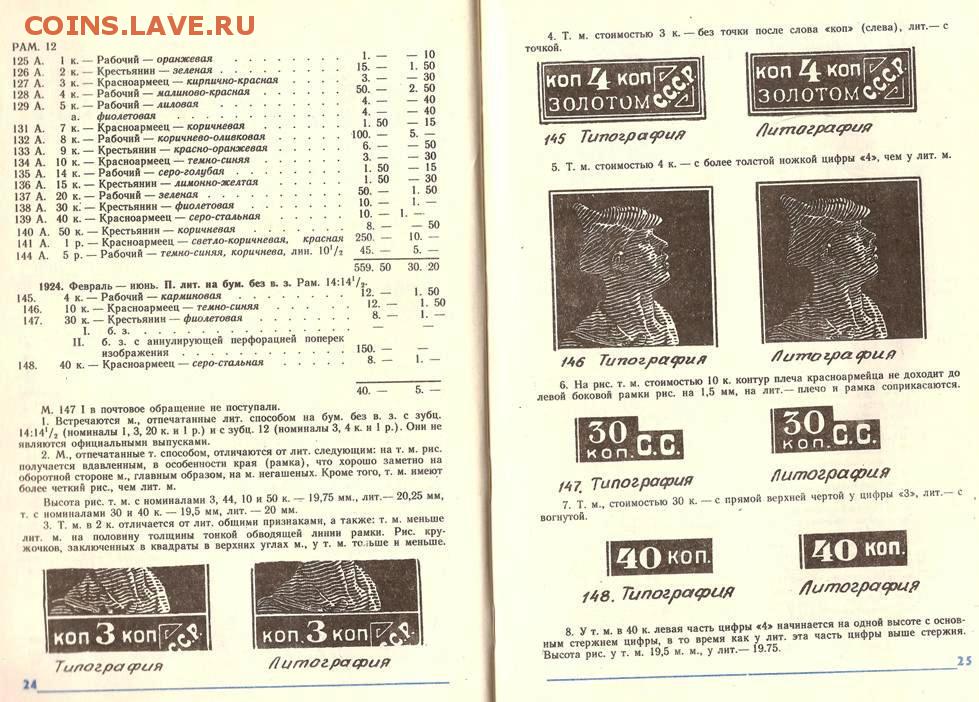 COINS.LAVE.RU
РАМ. 12
125 А. 1 к. — Рабочий — оранжевая . . . . . . . 1. — — 10
126 А. 2 к. — Крестьянин — зеленая . . . . . . . 15. — 1. 50
127 А. 3 к. — Красноармеец — кирпично-красная . . . . 3. — — 30
128 А. 4 к. — Рабочий — малиново-красная . . . . . 50. — 2. 50
129 А. 5 к. — Рабочий — лиловая . . . . . . . 4. — — 40
а. фиолетовая . . . . . . . 4. — — 40
131 А. 7 к. — Красноармеец — коричневая . . . . . 1. 50 — 15
132 А. 8 к. — Рабочий — коричнево-оливковая . . . . 100. — 5. —
133 А. 9 к. — Крестьянин — красно-оранжевая . . . . 6. — — 50
134 А. 10 к. — Красноармеец — темно-синяя . . . . . 3. — — 30
135 А. 14 к. — Рабочий — серо-голубая . . . . . . 1. 50 — 15
136 А. 15 к. — Крестьянин — лимонно-желтая . . . . . 1. 50 — 30
137 А. 20 к. — Рабочий — зеленая . . . . . . . 50. — 1. 50
138 А. 30 к. — Крестьянин — фиолетовая . . . . . . 10. — 1. —
139 А. 40 к. — Красноармеец — серо-стальная . . . . . 10. — 1. —
140 А. 50 к. — Крестьянин — коричневая . . . . . . 8. — — 50
141 А. 1 р. — Красноармеец — светло-коричневая, красная 250. — 10. —
144 А. 5 р. — Рабочий — темно-синяя, коричнева, лин. 10¹/₂ 45. — 5. —
559. 50 30. 20
1924. Февраль — июнь. П. лит. на бум. без в. з. Рам. 14:14¹/₂.
145. 4 к. — Рабочий — карминовая . . . . . . . 12. — 1. 50
146. 10 к. — Красноармеец — темно-синяя . . . . . 12. — 1. 50
147. 30 к. — Крестьянин — фиолетовая . . . . . . 8. — 1. —
I. б. з. . . . . . . . . . . . — —
II. б. з. с аннулирующей перфорацией поперек
изображения . . . . . . . . . . 150. — —
148. 40 к. — Красноармеец — серо-стальная . . . . . 8. — 1. —
40. — 5. —
М. 147 I в почтовое обращение не поступали.
1. Встречаются м., отпечатанные лит. способом на бум. без в. з. с зубц.
14:14¹/₂ (номиналы 1, 3, 20 к. и 1 р.) и с зубц. 12 (номиналы 3, 4 к. и 1 р.). Они не
являются официальными выпусками.
2. М., отпечатанные т. способом, отличаются от лит. следующим: на т. м. рис.
получается вдавленным, в особенности края (рамка), что хорошо заметно на
оборотной стороне м., главным образом, на м. негашеных. Кроме того, т. м. имеют
более четкий рис., чем лит. м.
Высота рис. т. м. с номиналами 3, 44, 10 и 50 к. — 19,75 мм., лит.— 20,25 мм,
т. с номиналами 30 и 40 к. — 19,5 мм, лит. — 20 мм.
3. Т. м. в 2 к. отличается от лит. общими признаками, а также: т. м. меньше
лит. м. на половину толщины тонкой обводящей линии рамки. Рис. кру-
жочков, заключенных в квадраты в верхних углах м., у т. м. тоньше и меньше.
КОП 3 КОП С.С.С.Р.
КОП. 3 КОП С.С.С.Р.
Типография
Литография
24
4. Т. м. стоимостью 3 к. — без точки после слова «коп» (слева), лит.— с
точкой.
КОП 4 КОП
ЗОЛОТОМ С.С.С.Р.
КОП 4 КОП
ЗОЛОТОМ С.С.С.Р.
145 Типография
Литография
5. Т. м. стоимостью 4 к. — с более толстой ножкой цифры «4», чем у лит. м.
146 Типография
Литография
6. На рис. т. м. стоимостью 10 к. контур плеча красноармейца не доходит до
левой боковой рамки рис. на 1,5 мм, на лит.— плечо и рамка соприкасаются.
30
КОП. С.С.
30
КОП. С.С.
147. Типография
Литография
7. Т. м., стоимостью 30 к. — с прямой верхней чертой у цифры «3», лит.— с
вогнутой.
40 КОП.
40 КОП.
148. Типография
Литография
8. У т. м. в 40 к. левая часть цифры «4» начинается на одной высоте с основ-
ным стержнем цифры, в то время как у лит. эта часть цифры выше стержня.
Высота рис. у т. м. 19,5 м. м., у лит.— 19.75.
25